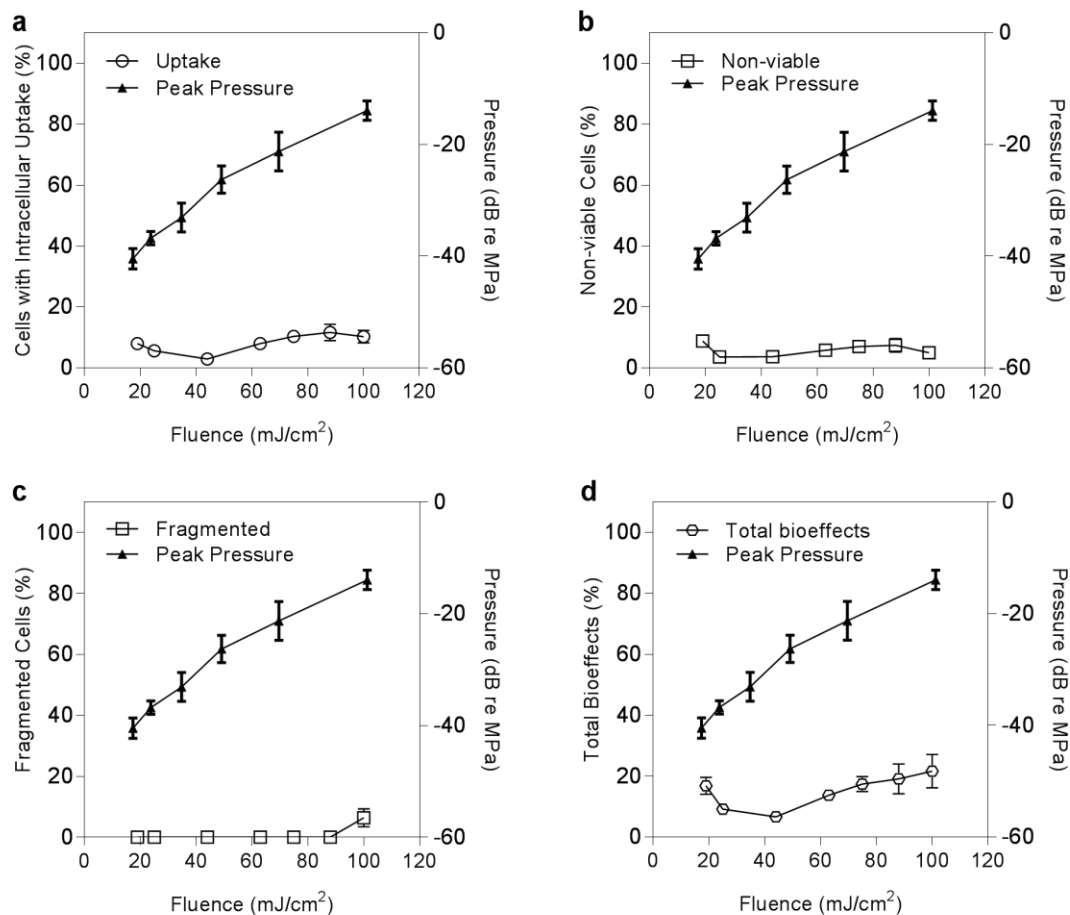 a
Uptake
Peak Pressure
Cells with Intracellular Uptake (%)
100
80
60
40
20
0
0
-20
-40
-60
Pressure (dB re MPa)
0 20 40 60 80 100 120
Fluence (mJ/cm²)
b
Non-viable
Peak Pressure
Non-viable Cells (%)
100
80
60
40
20
0
0
-20
-40
-60
Pressure (dB re MPa)
0 20 40 60 80 100 120
Fluence (mJ/cm²)
c
Fragmented
Peak Pressure
Fragmented Cells (%)
100
80
60
40
20
0
0
-20
-40
-60
Pressure (dB re MPa)
0 20 40 60 80 100 120
Fluence (mJ/cm²)
d
Total bioeffects
Peak Pressure
Total Bioeffects (%)
100
80
60
40
20
0
0
-20
-40
-60
Pressure (dB re MPa)
0 20 40 60 80 100 120
Fluence (mJ/cm²)